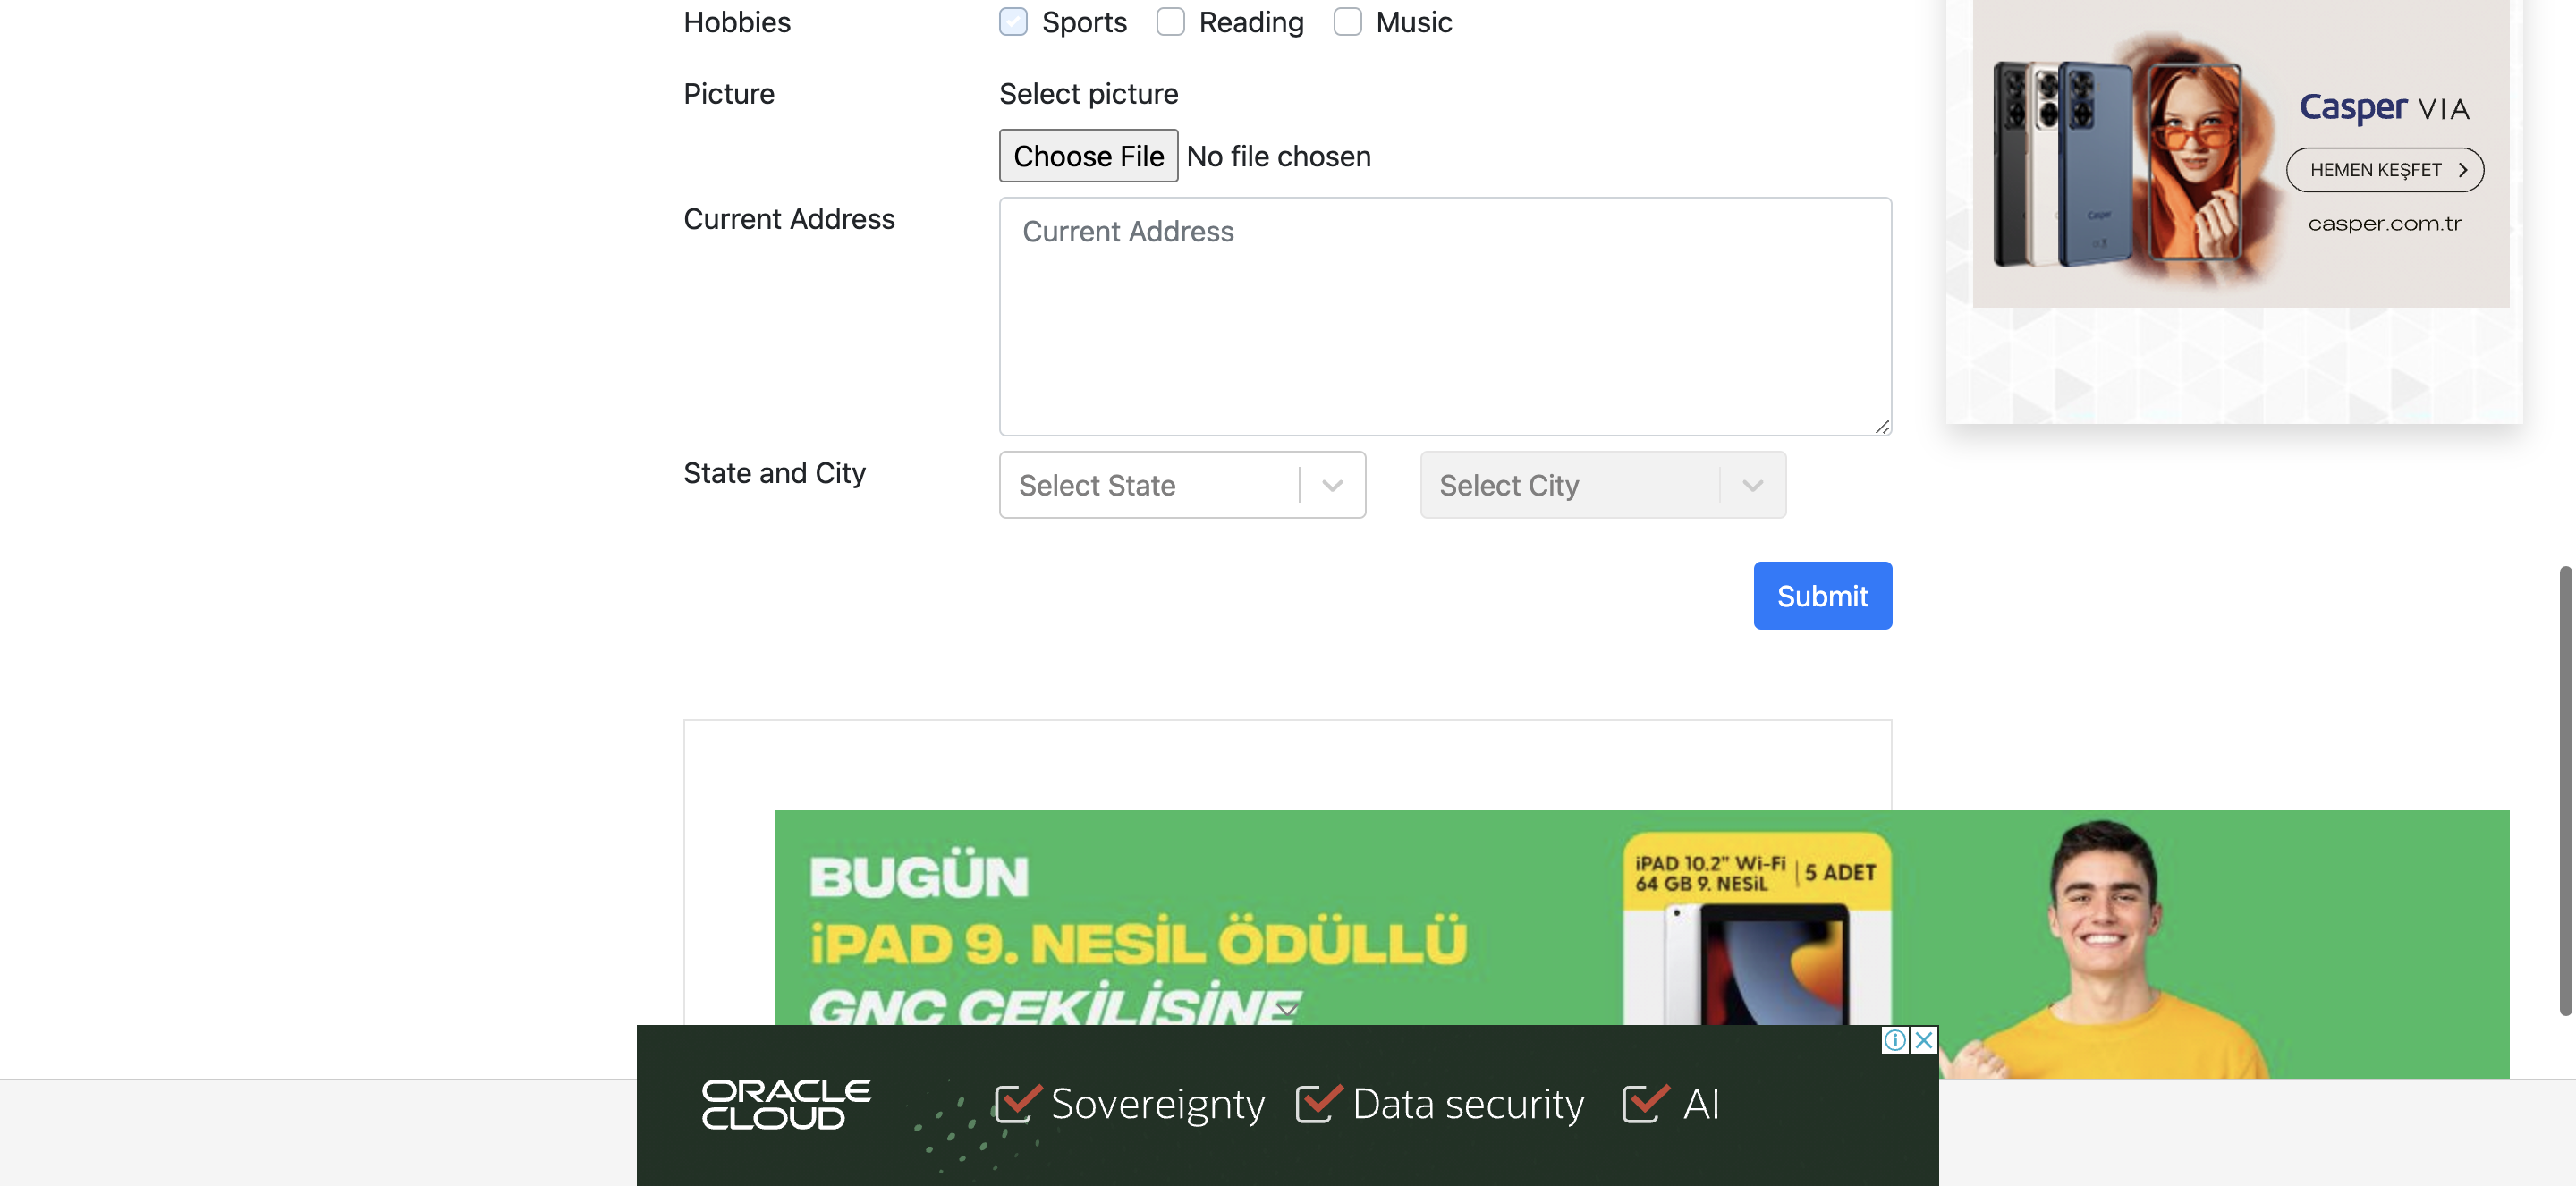 Hobbies
Sports
Reading
Music
Picture
Select picture
Choose File No file chosen
Current Address
Current Address
State and City
Select State
Select City
Submit
Casper VIA
HEMEN KEŞFET
casper.com.tr
Casper
BUGÜN
iPAD 9. NESİL ÖDÜLLÜ
GNC ÇEKİLİŞİNE
iPAD 10.2" Wi-Fi
64 GB 9. NESİL
5 ADET
ORACLE
CLOUD
Sovereignty
Data security
AI